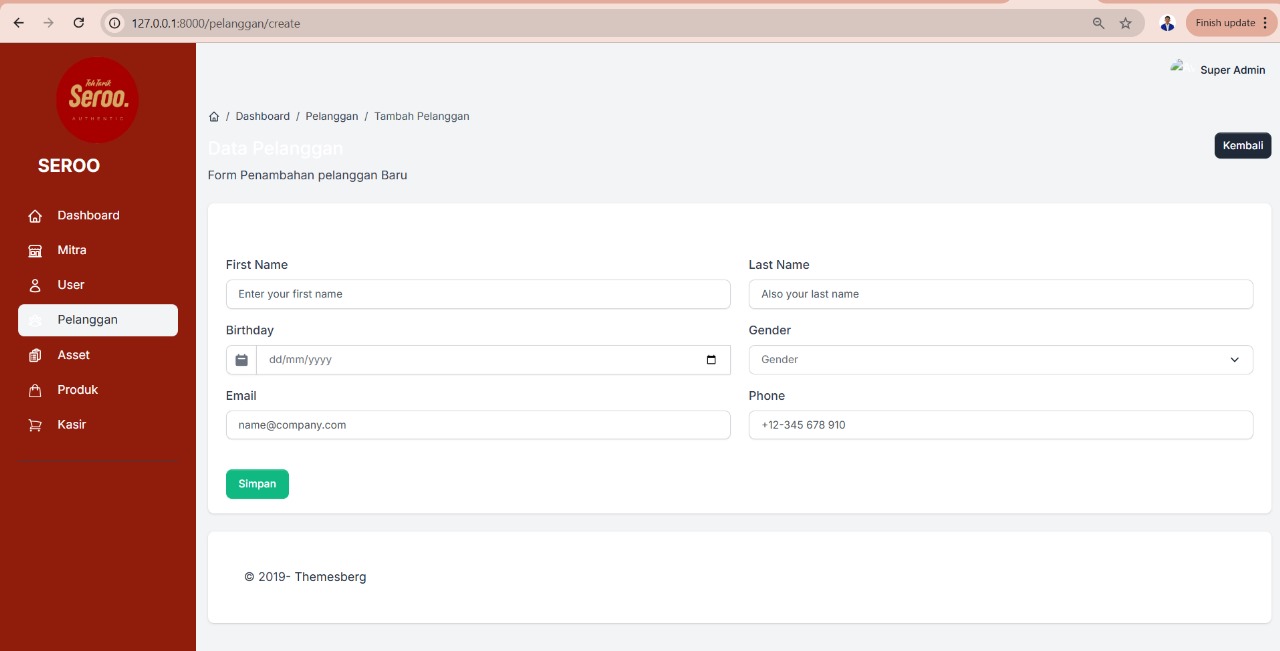 127.0.0.1:8000/pelanggan/create
Finish update
Teh Tarik
Seroo.
AUTHENTIC
SEROO
Dashboard
Mitra
User
Pelanggan
Asset
Produk
Kasir
Super Admin
/ Dashboard / Pelanggan / Tambah Pelanggan
Data Pelanggan
Kembali
Form Penambahan pelanggan Baru
First Name
Last Name
Enter your first name
Also your last name
Birthday
Gender
dd/mm/yyyy
Gender
Email
Phone
name@company.com
+12-345 678 910
Simpan
© 2019- Themesberg